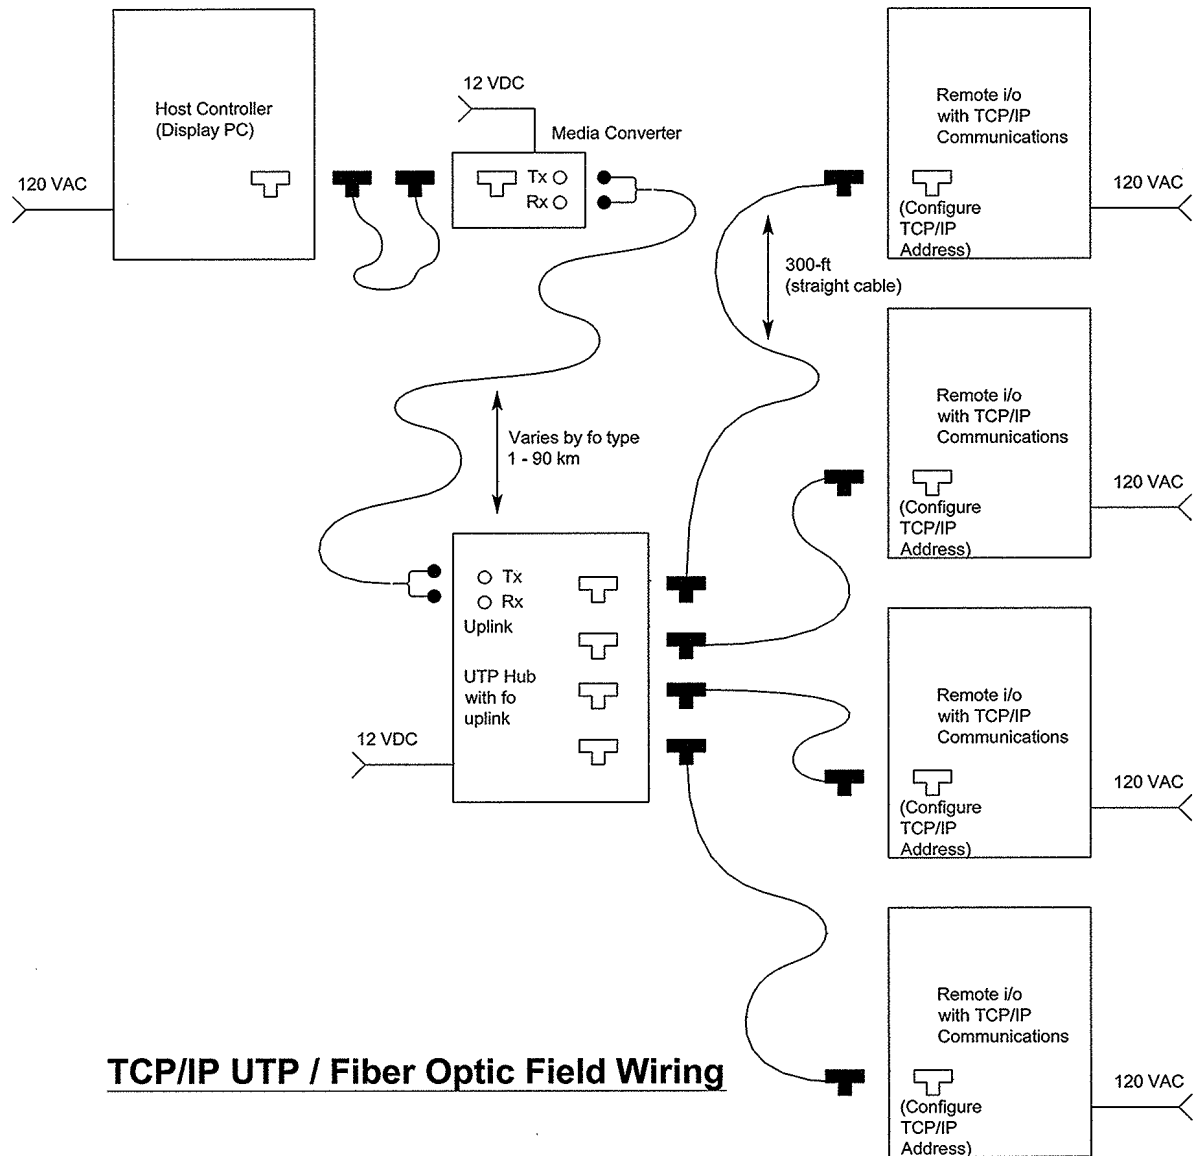 12 VDC
Host Controller
(Display PC)
Media Converter
120 VAC
Tx
Rx
Remote i/o
with TCP/IP
Communications
120 VAC
(Configure
TCP/IP
Address)
300-ft
(straight cable)
Varies by fo type
1 - 90 km
Remote i/o
with TCP/IP
Communications
120 VAC
(Configure
TCP/IP
Address)
Tx
Rx
Uplink
UTP Hub
with fo
uplink
12 VDC
Remote i/o
with TCP/IP
Communications
120 VAC
(Configure
TCP/IP
Address)
Remote i/o
with TCP/IP
Communications
120 VAC
(Configure
TCP/IP
Address)
TCP/IP UTP / Fiber Optic Field Wiring